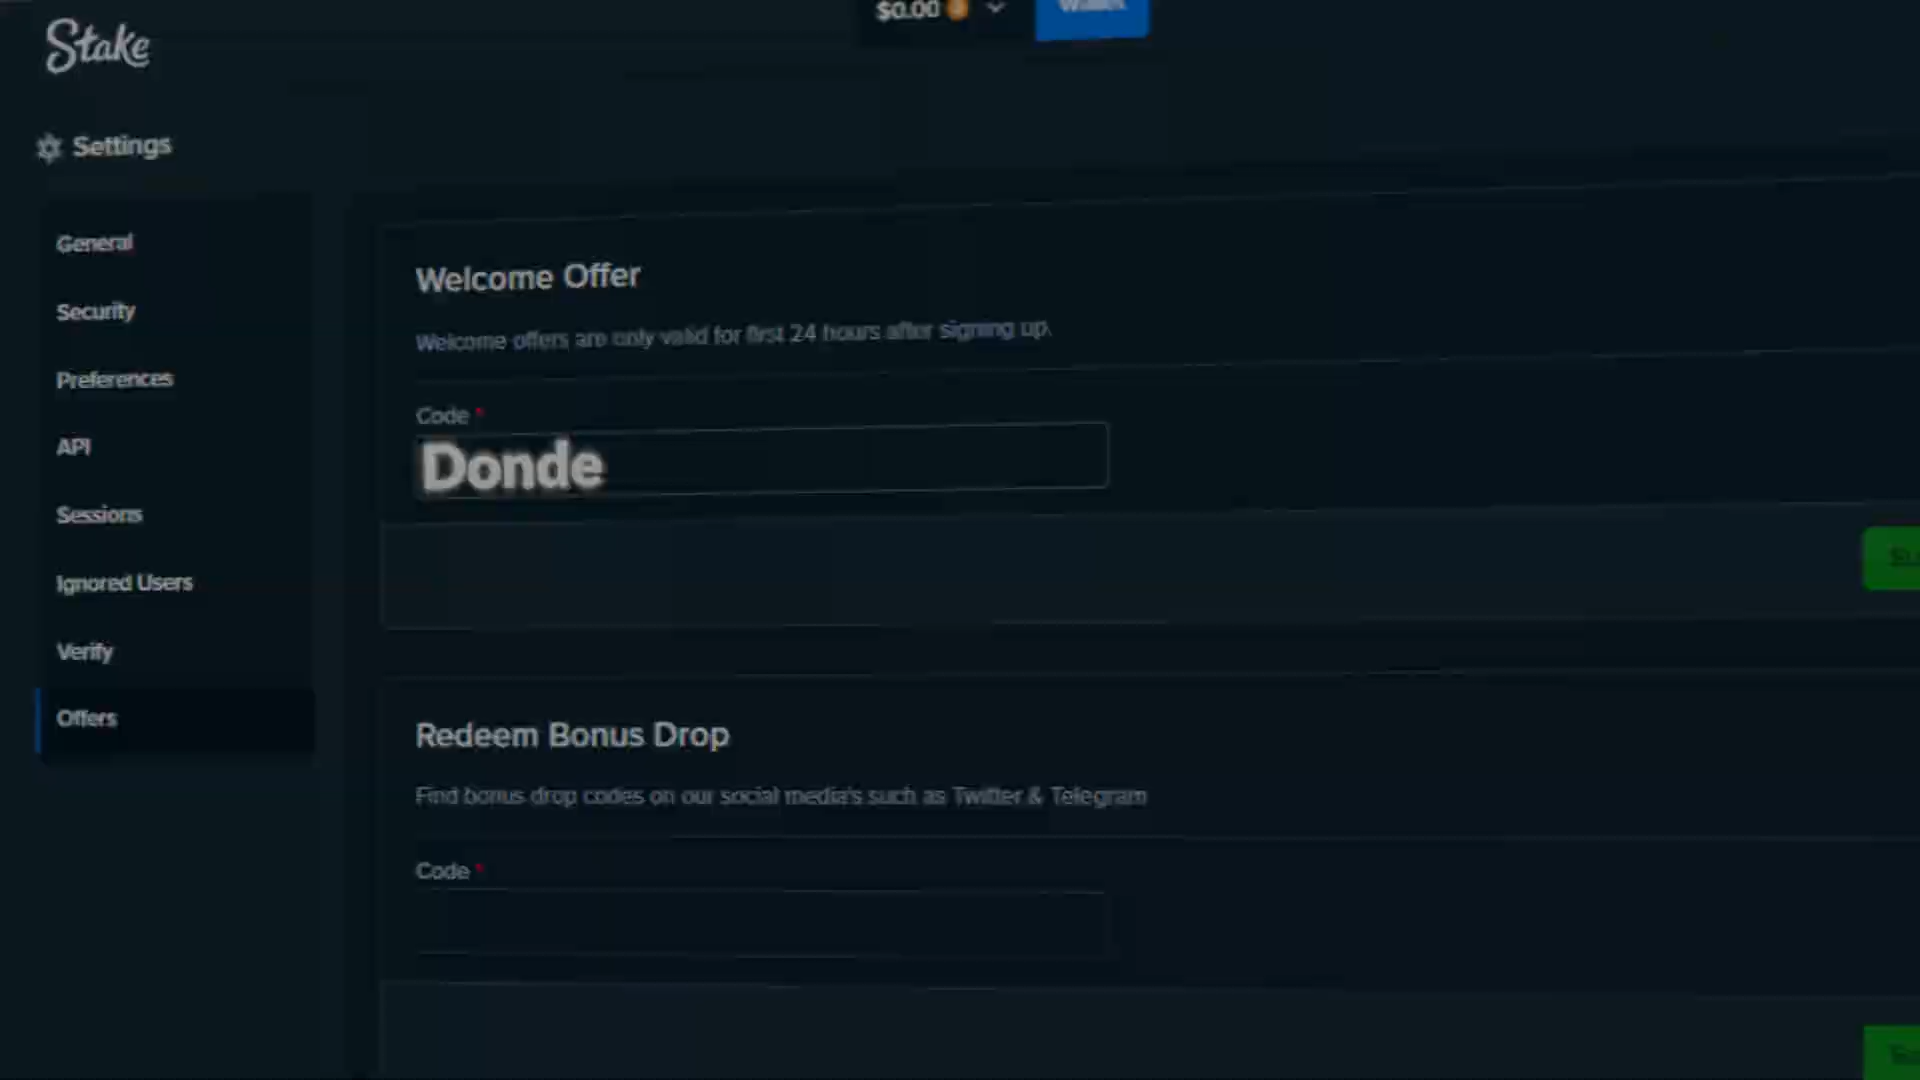 $0.00
Wallet
Stake
Settings
General
Security
Preferences
API
Sessions
Ignored Users
Verify
Offers
Welcome Offer
Welcome offers are only valid for first 24 hours after signing up.
Code *
Donde
Redeem Bonus Drop
Find bonus drop codes on our social media's such as Twitter & Telegram
Code *